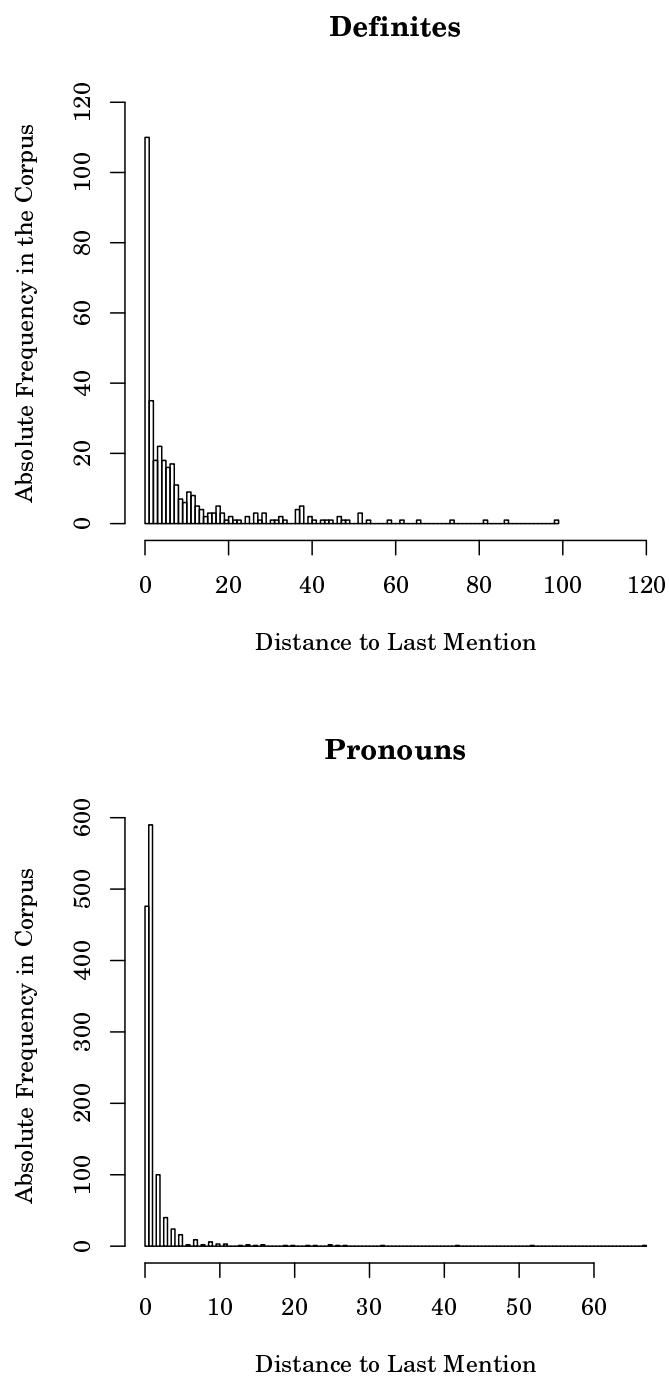 Definites
Absolute Frequency in the Corpus
120
100
80
60
40
20
0
0 20 40 60 80 100 120
Distance to Last Mention
Pronouns
Absolute Frequency in Corpus
600
500
400
300
200
100
0
0 10 20 30 40 50 60
Distance to Last Mention